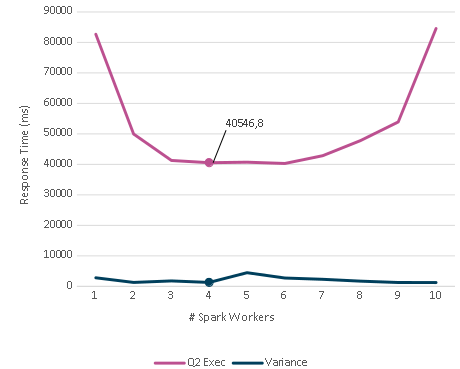 90000
80000
70000
60000
50000
40000
30000
20000
10000
0
Response Time (ms)
40546,8
1 2 3 4 5 6 7 8 9 10
# Spark Workers
Q2 Exec Variance